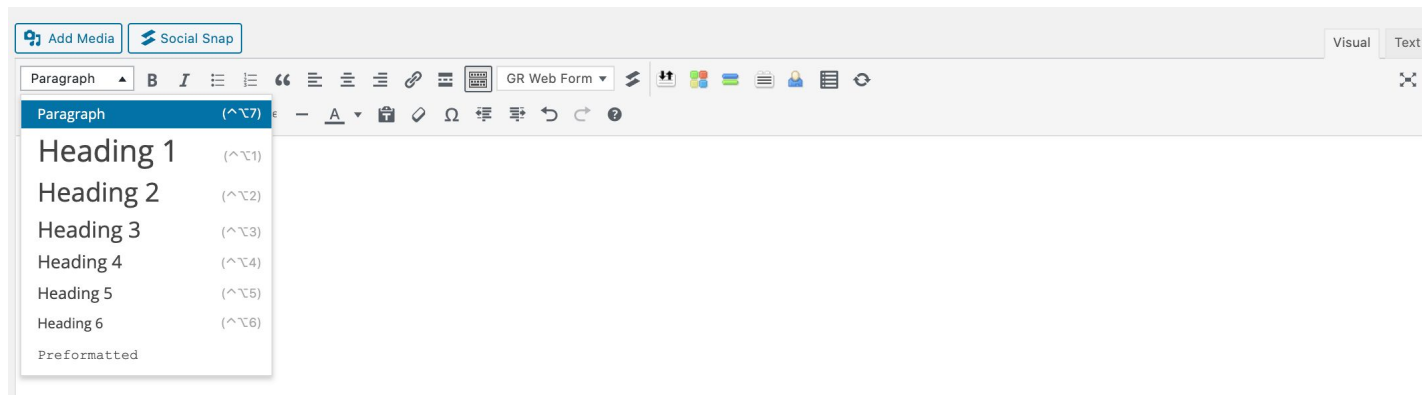 Add Media Social Snap
Visual Text
Paragraph B I GR Web Form
Paragraph (^⌥7) A Ω
Heading 1 (^⌥1)
Heading 2 (^⌥2)
Heading 3 (^⌥3)
Heading 4 (^⌥4)
Heading 5 (^⌥5)
Heading 6 (^⌥6)
Preformatted